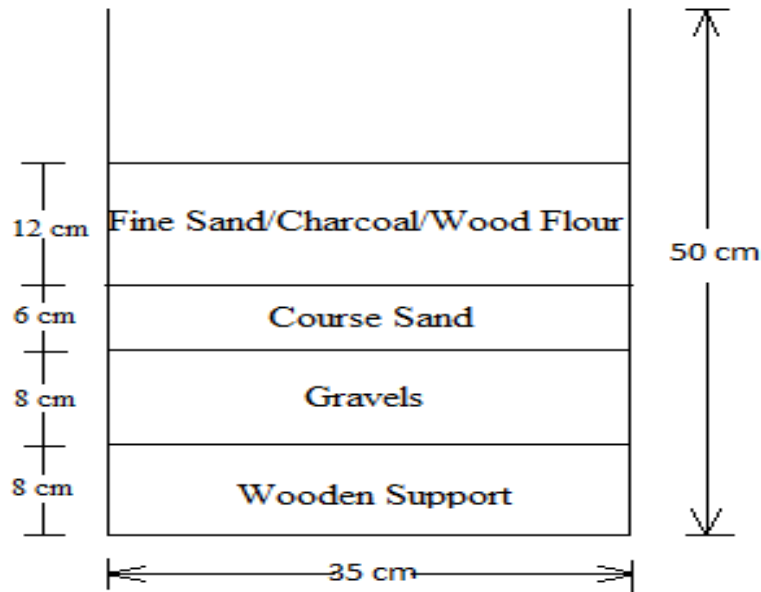 12 cm
Fine Sand/Charcoal/Wood Flour
50 cm
6 cm
Course Sand
8 cm
Gravels
8 cm
Wooden Support
35 cm